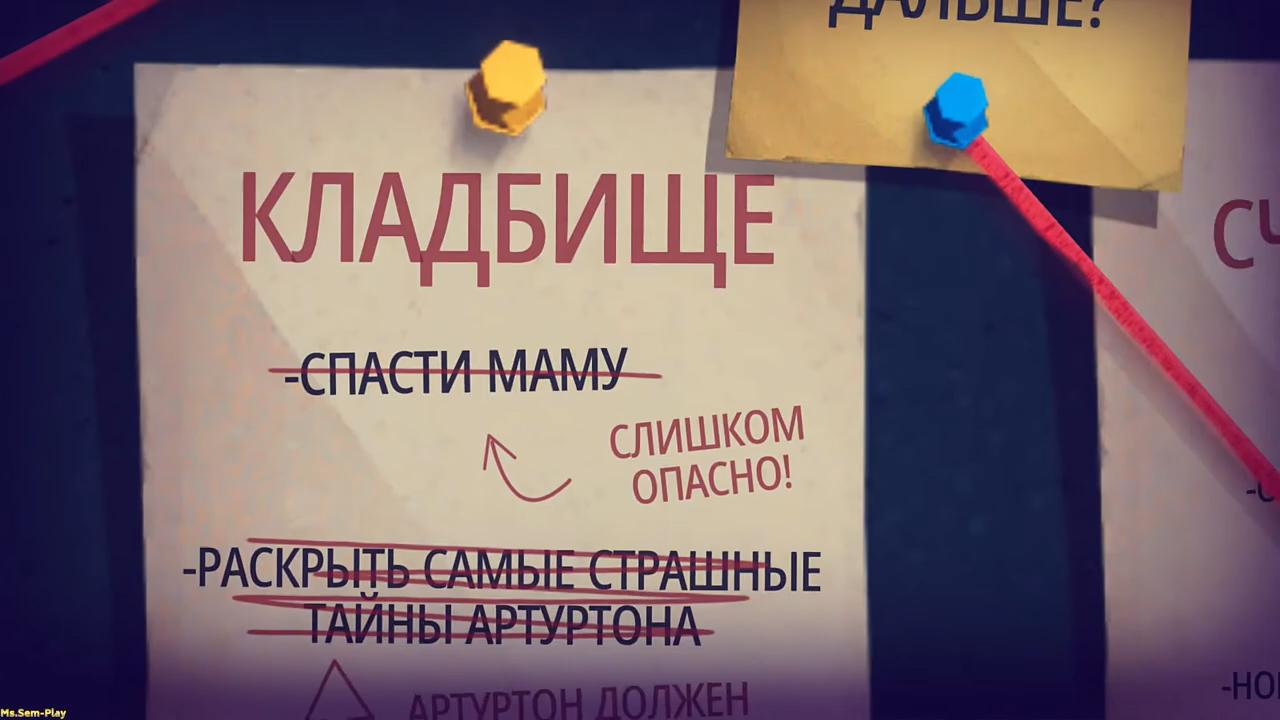 ДАЛЬШЕ?
КЛАДБИЩЕ
-СПАСТИ МАМУ
СЛИШКОМ
ОПАСНО!
-РАСКРЫТЬ САМЫЕ СТРАШНЫЕ
ТАЙНЫ АРТУРТОНА
АРТУРТОН ДОЛЖЕН
Ms.Sem-Play